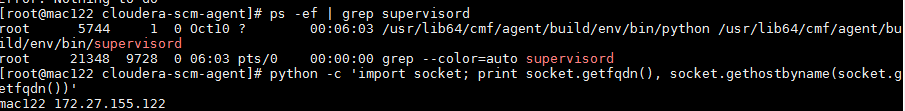 [root@mac122 cloudera-scm-agent]# ps -ef | grep supervisord
root      5744     1  0 Oct10 ?        00:06:03 /usr/lib64/cmf/agent/build/env/bin/python /usr/lib64/cmf/agent/bu
ild/env/bin/supervisord
root     21348  9728  0 06:03 pts/0    00:00:00 grep --color=auto supervisord
[root@mac122 cloudera-scm-agent]# python -c 'import socket; print socket.getfqdn(), socket.gethostbyname(socket.g
etfqdn())'
mac122 172.27.155.122